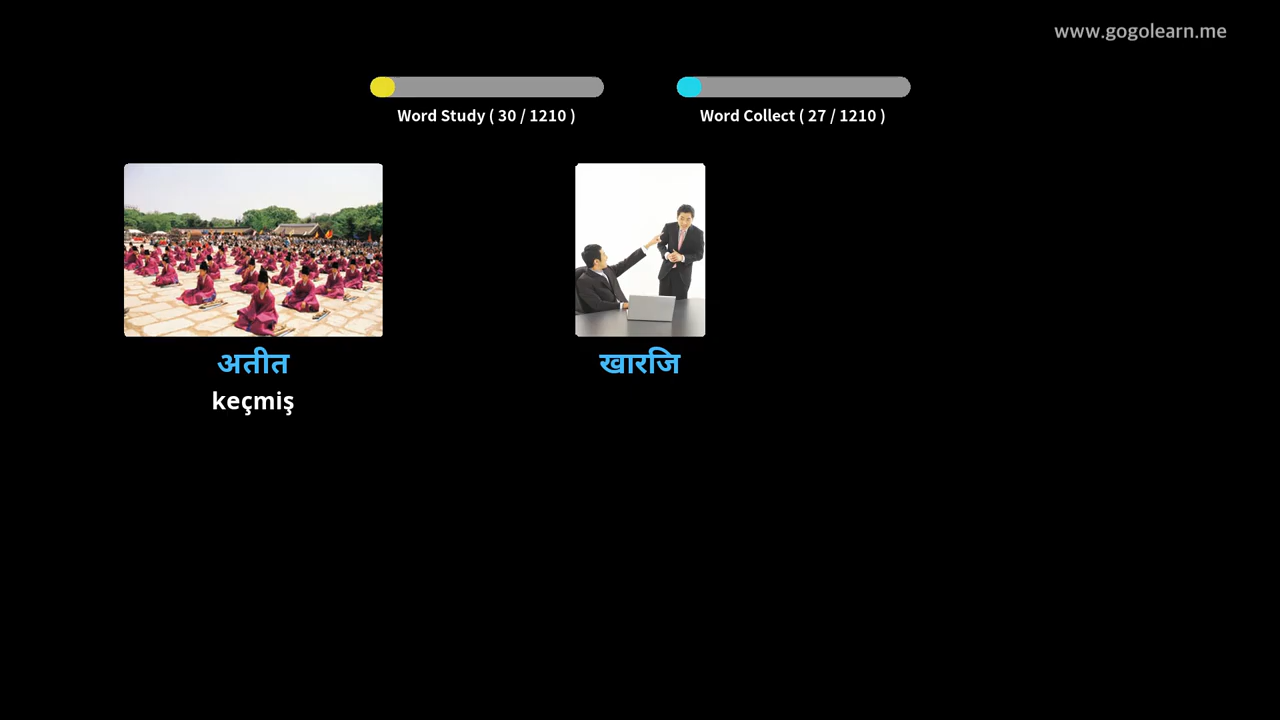 www.gogolearn.me
Word Study ( 30 / 1210 )
Word Collect ( 27 / 1210 )
अतीत
keçmiş
खारजि